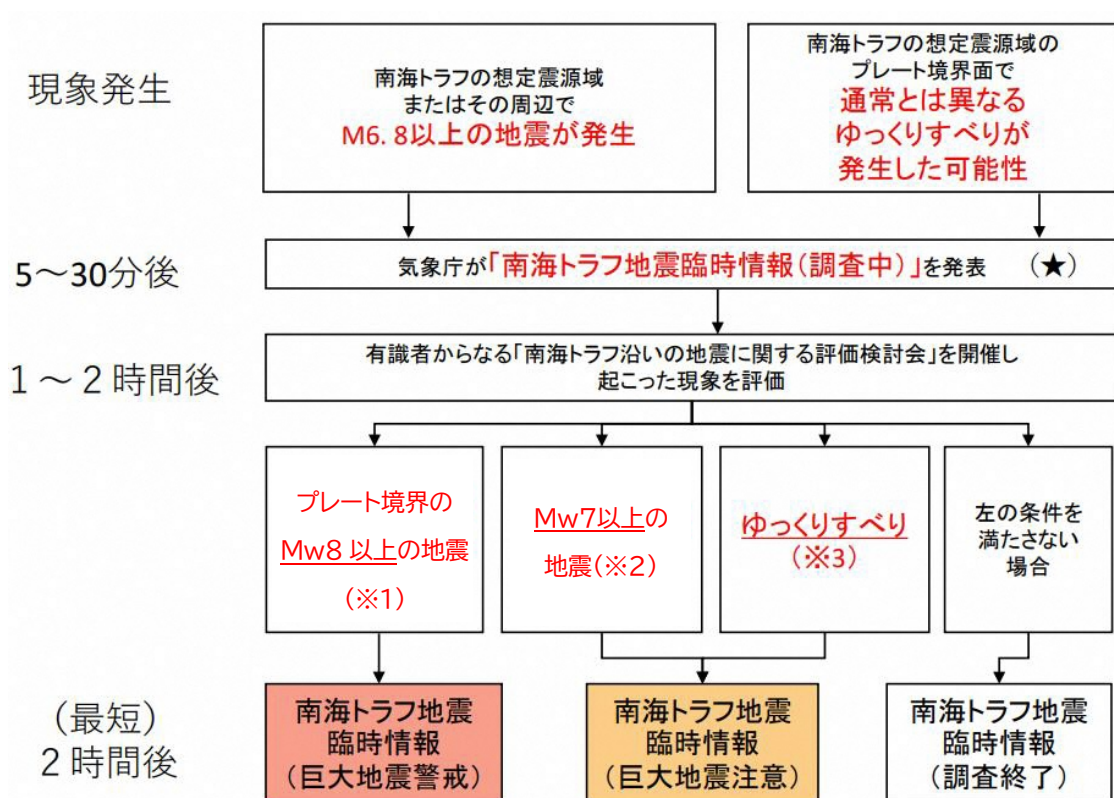 現象発生
南海トラフの想定震源域
またはその周辺で
M6. 8以上の地震が発生
南海トラフの想定震源域の
プレート境界面で
通常とは異なる
ゆっくりすべりが
発生した可能性
5～30分後
気象庁が「南海トラフ地震臨時情報(調査中)」を発表 (★)
1 ～ 2 時間後
有識者からなる「南海トラフ沿いの地震に関する評価検討会」を開催し
起こった現象を評価
プレート境界の
Mw8 以上の地震
(※1)
Mw7以上の
地震(※2)
ゆっくりすべり
(※3)
左の条件を
満たさない
場合
(最短)
2 時間後
南海トラフ地震
臨時情報
(巨大地震警戒)
南海トラフ地震
臨時情報
(巨大地震注意)
南海トラフ地震
臨時情報
(調査終了)